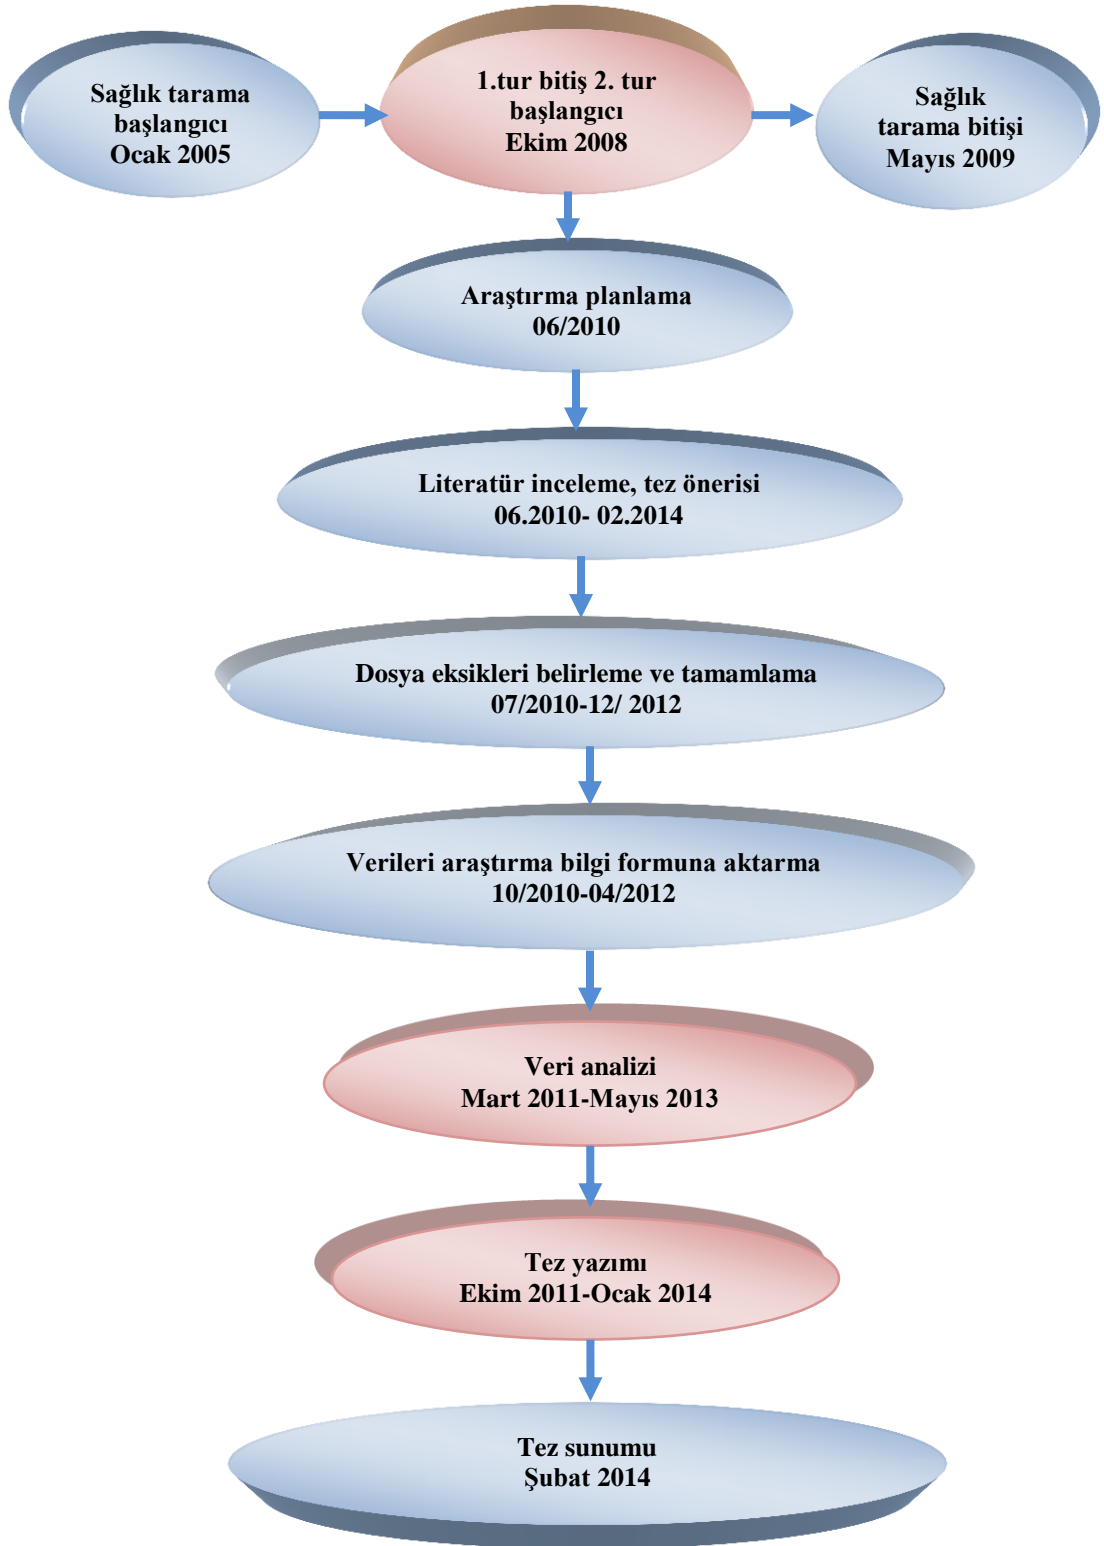 Sağlık tarama
başlangıcı
Ocak 2005
1.tur bitiş 2. tur
başlangıcı
Ekim 2008
Sağlık
tarama bitişi
Mayıs 2009
Araştırma planlama
06/2010
Literatür inceleme, tez önerisi
06.2010- 02.2014
Dosya eksikleri belirleme ve tamamlama
07/2010-12/ 2012
Verileri araştırma bilgi formuna aktarma
10/2010-04/2012
Veri analizi
Mart 2011-Mayıs 2013
Tez yazımı
Ekim 2011-Ocak 2014
Tez sunumu
Şubat 2014